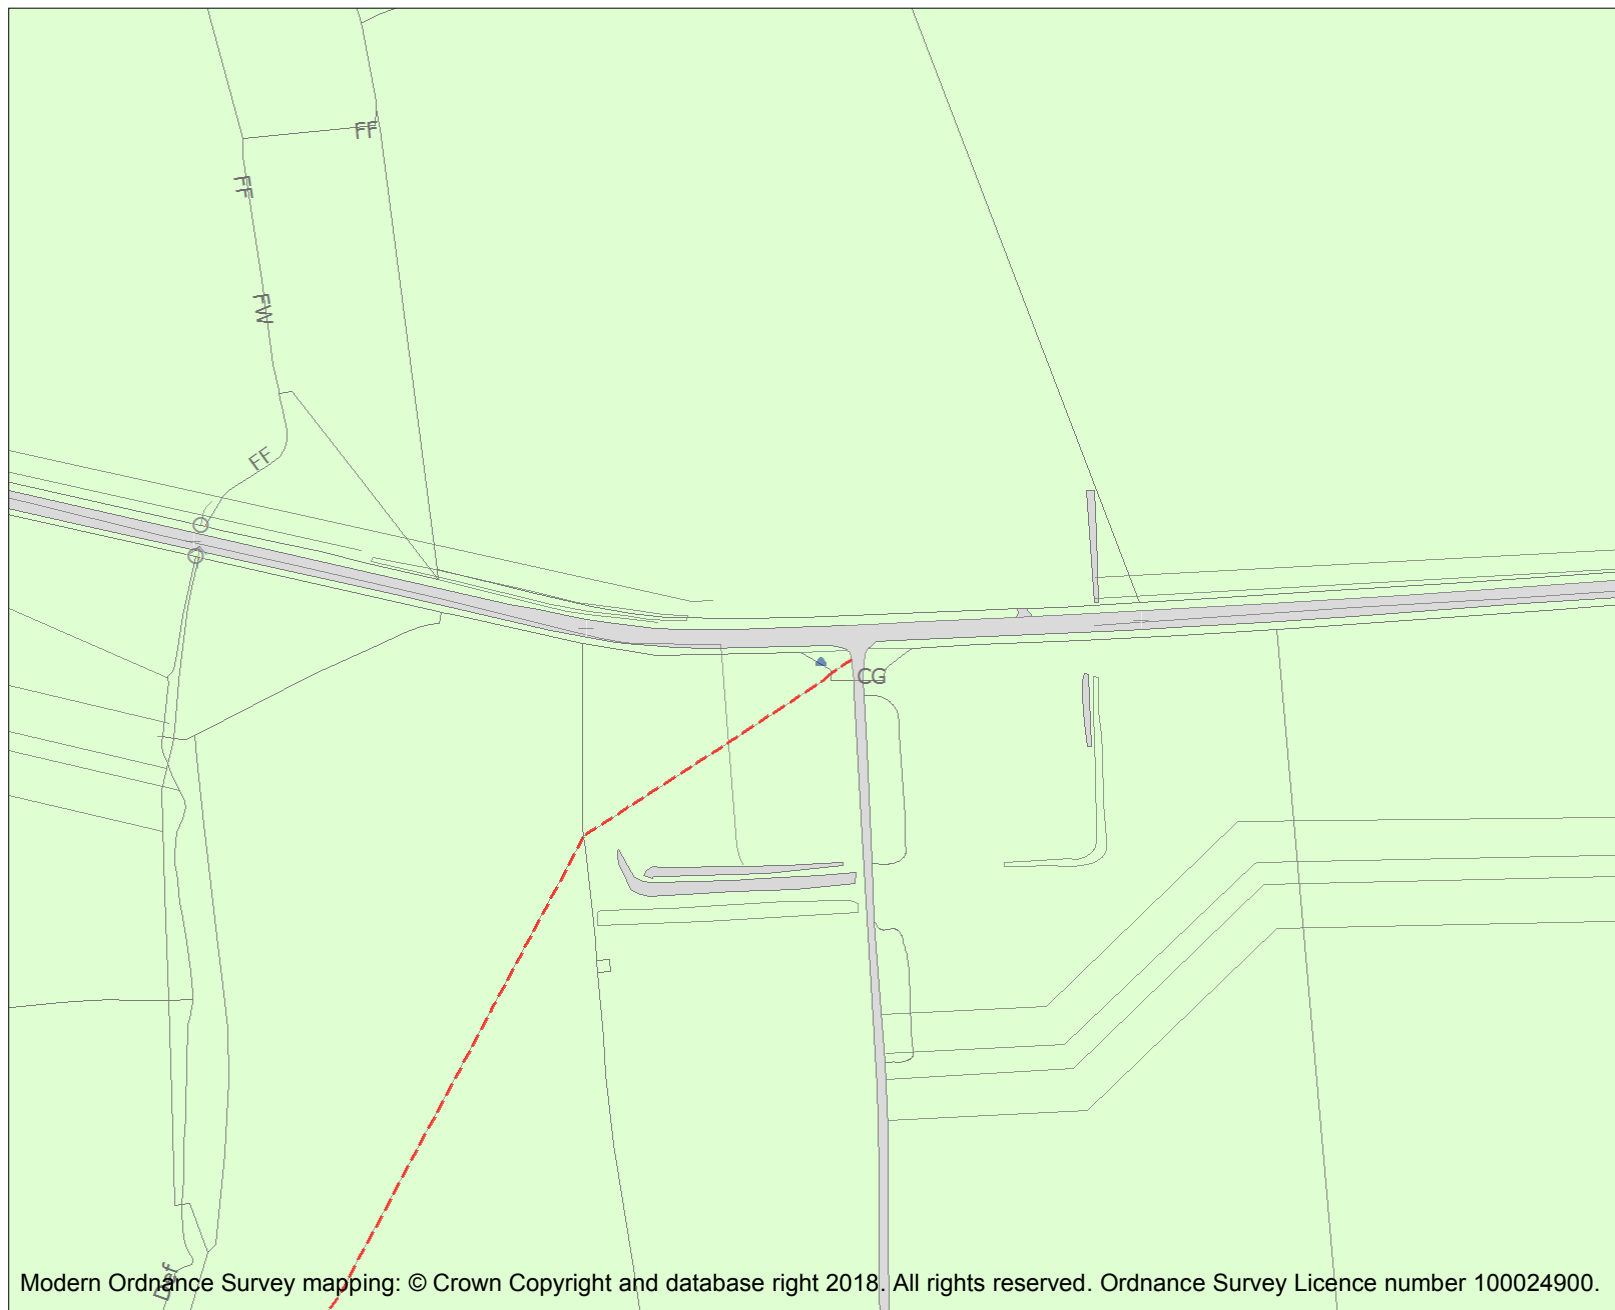 FF
FF
FW
FF
CG
Def
Modern Ordnance Survey mapping: © Crown Copyright and database right 2018. All rights reserved. Ordnance Survey Licence number 100024900.